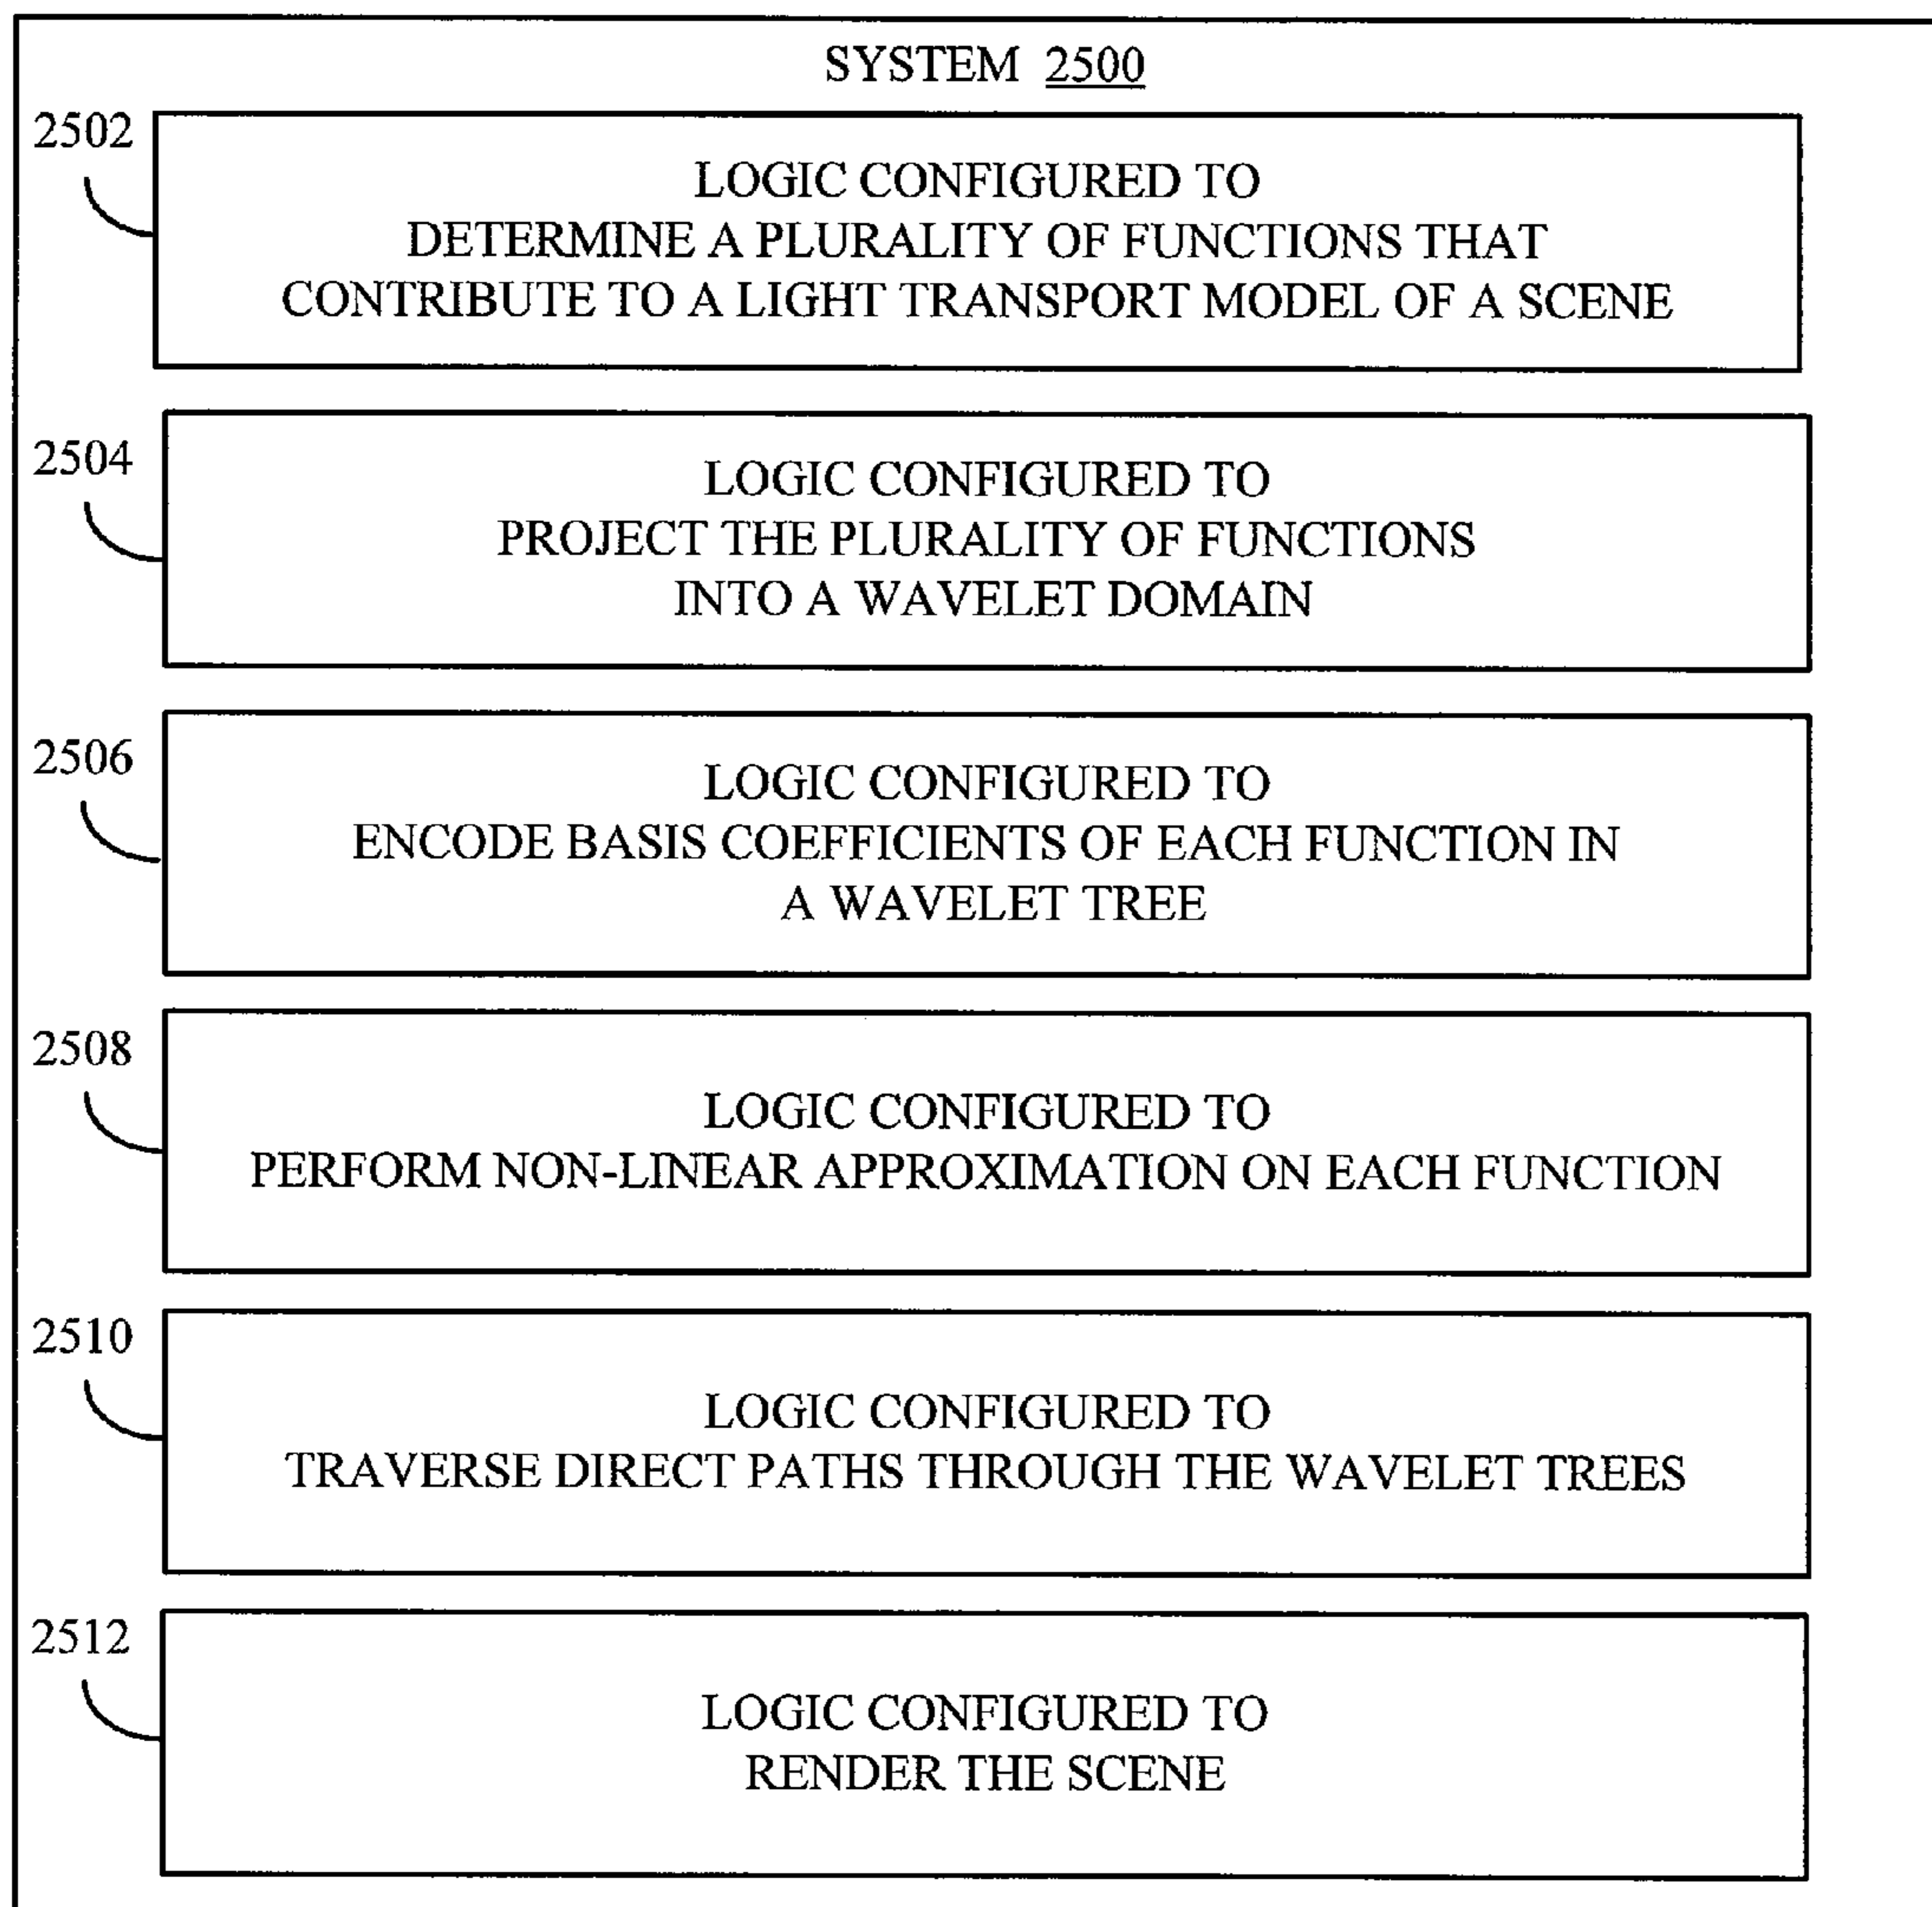 SYSTEM 2500
2502
LOGIC CONFIGURED TO
DETERMINE A PLURALITY OF FUNCTIONS THAT
CONTRIBUTE TO A LIGHT TRANSPORT MODEL OF A SCENE
2504
LOGIC CONFIGURED TO
PROJECT THE PLURALITY OF FUNCTIONS
INTO A WAVELET DOMAIN
2506
LOGIC CONFIGURED TO
ENCODE BASIS COEFFICIENTS OF EACH FUNCTION IN
A WAVELET TREE
2508
LOGIC CONFIGURED TO
PERFORM NON-LINEAR APPROXIMATION ON EACH FUNCTION
2510
LOGIC CONFIGURED TO
TRAVERSE DIRECT PATHS THROUGH THE WAVELET TREES
2512
LOGIC CONFIGURED TO
RENDER THE SCENE